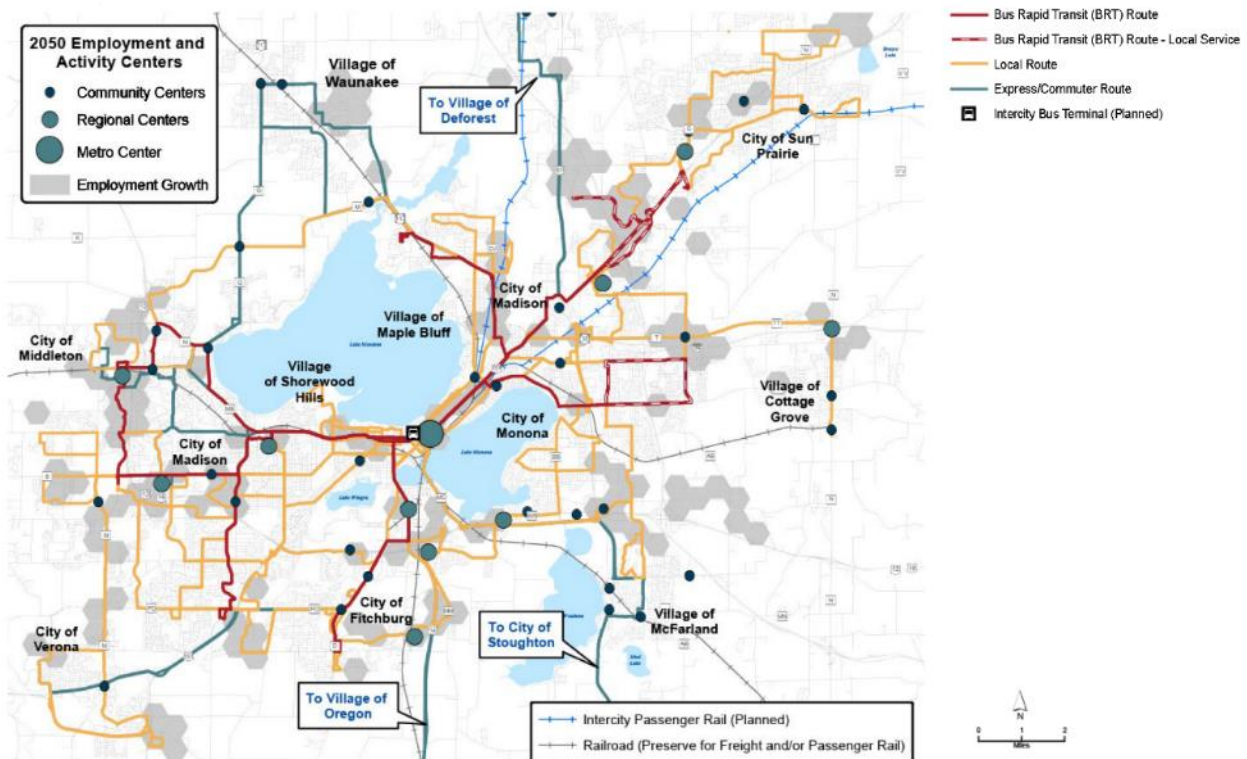 2050 Employment and
Activity Centers
Community Centers
Regional Centers
Metro Center
Employment Growth
Bus Rapid Transit (BRT) Route
Bus Rapid Transit (BRT) Route - Local Service
Local Route
Express/Commuter Route
Intercity Bus Terminal (Planned)
Village of
Waunakee
To Village of
Deforest
City of Sun
Prairie
City of
Madison
Village of
Maple Bluff
City of
Middleton
Village
of Shorewood
Hills
Village of
Cottage
Grove
City of
Monona
City of
Madison
City of
Fitchburg
Village of
McFarland
City of
Verona
To City of
Stoughton
To Village of
Oregon
Intercity Passenger Rail (Planned)
Railroad (Preserve for Freight and/or Passenger Rail)
N
0 1 2
Miles